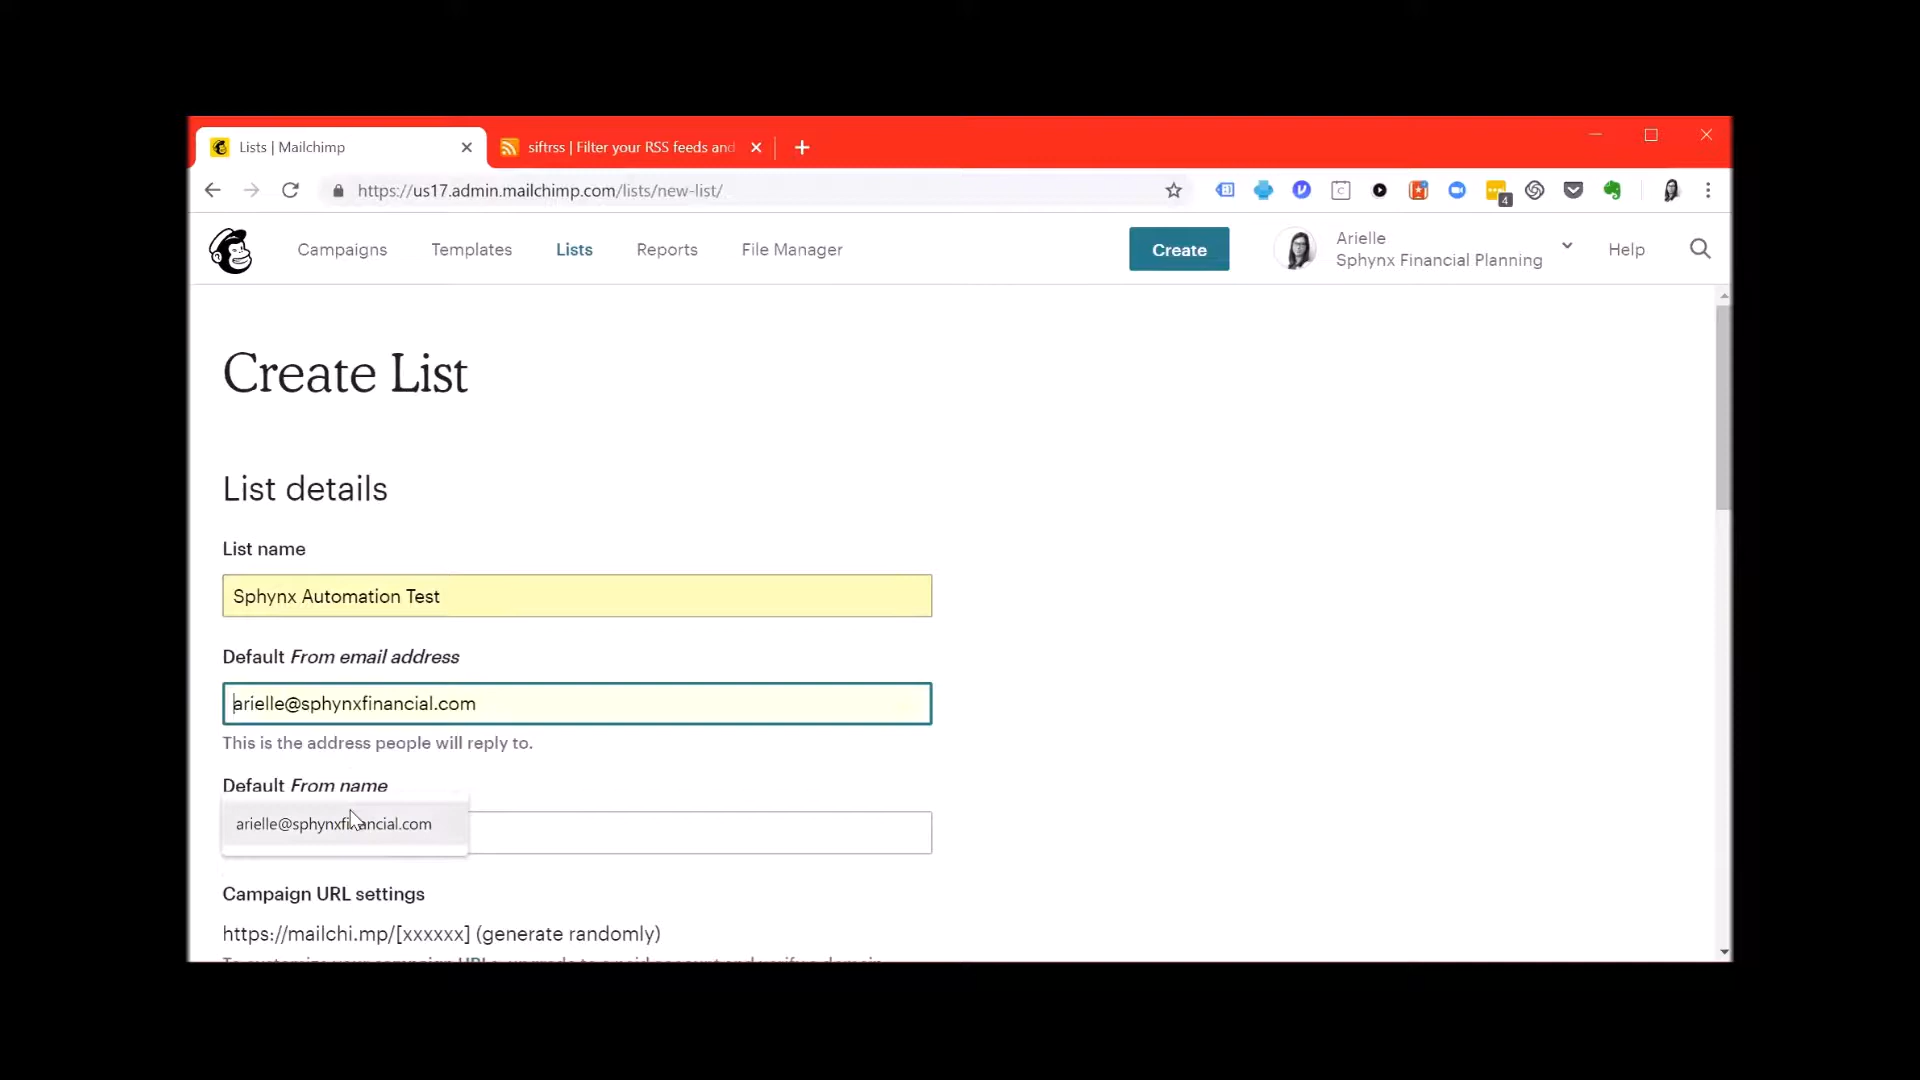 Lists | Mailchimp
siftrss | Filter your RSS feeds and
https://us17.admin.mailchimp.com/lists/new-list/
4
Campaigns
Templates
Lists
Reports
File Manager
Create
Arielle
Sphynx Financial Planning
Help
Create List
List details
List name
Sphynx Automation Test
Default From email address
arielle@sphynxfinancial.com
This is the address people will reply to.
Default From name
arielle@sphynxfinancial.com
Campaign URL settings
https://mailchi.mp/[xxxxxx] (generate randomly)